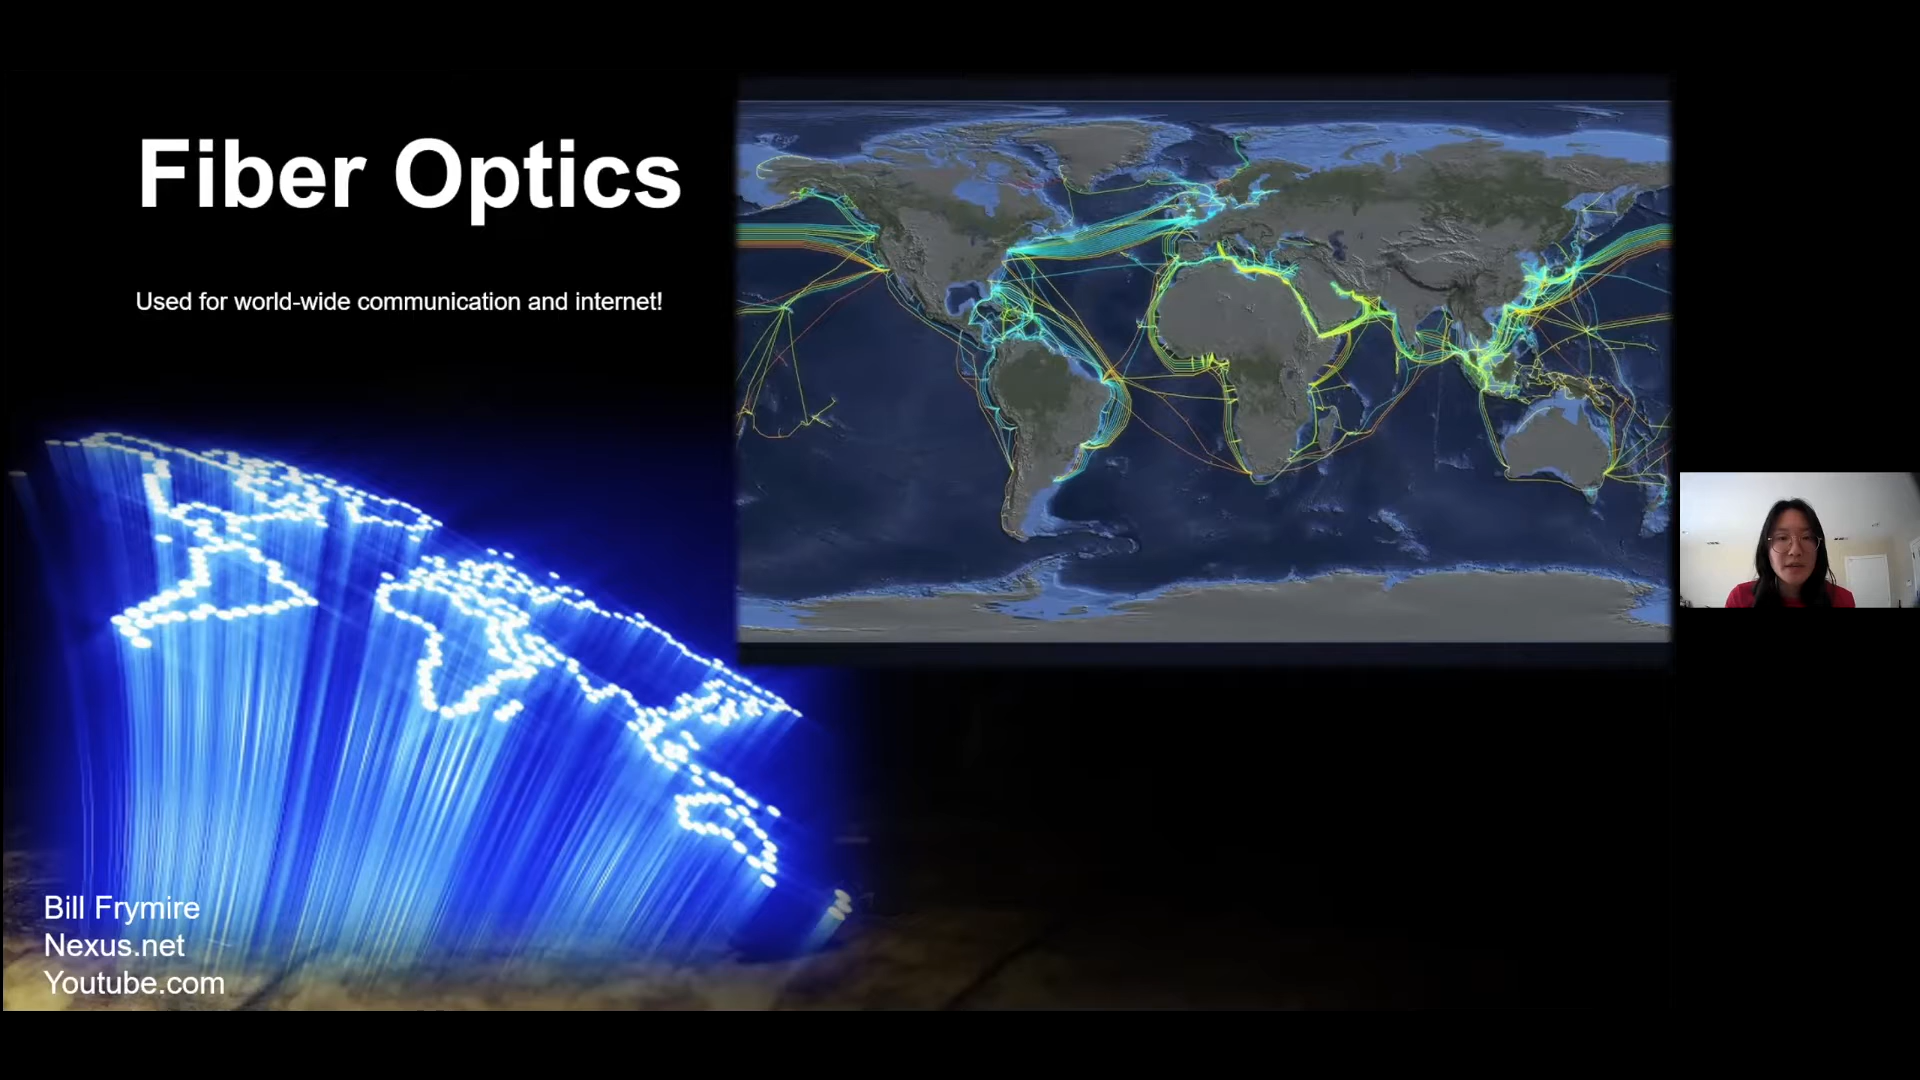 Fiber Optics
Used for world-wide communication and internet!
Bill Frymire
Nexus.net
Youtube.com